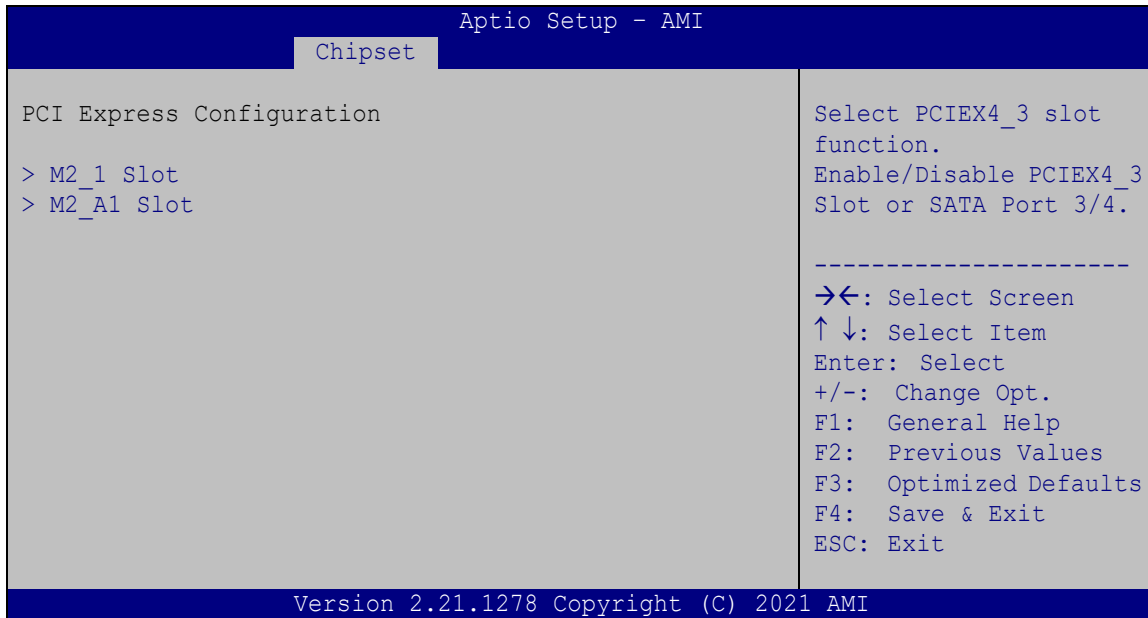 Aptio Setup – AMI
Chipset
PCI Express Configuration
> M2_1 Slot
> M2_A1 Slot
Select PCIEX4_3 slot
function.
Enable/Disable PCIEX4_3
Slot or SATA Port 3/4.
----------------------
→←: Select Screen
↑ ↓: Select Item
Enter: Select
+/-: Change Opt.
F1: General Help
F2: Previous Values
F3: Optimized Defaults
F4: Save & Exit
ESC: Exit
Version 2.21.1278 Copyright (C) 2021 AMI